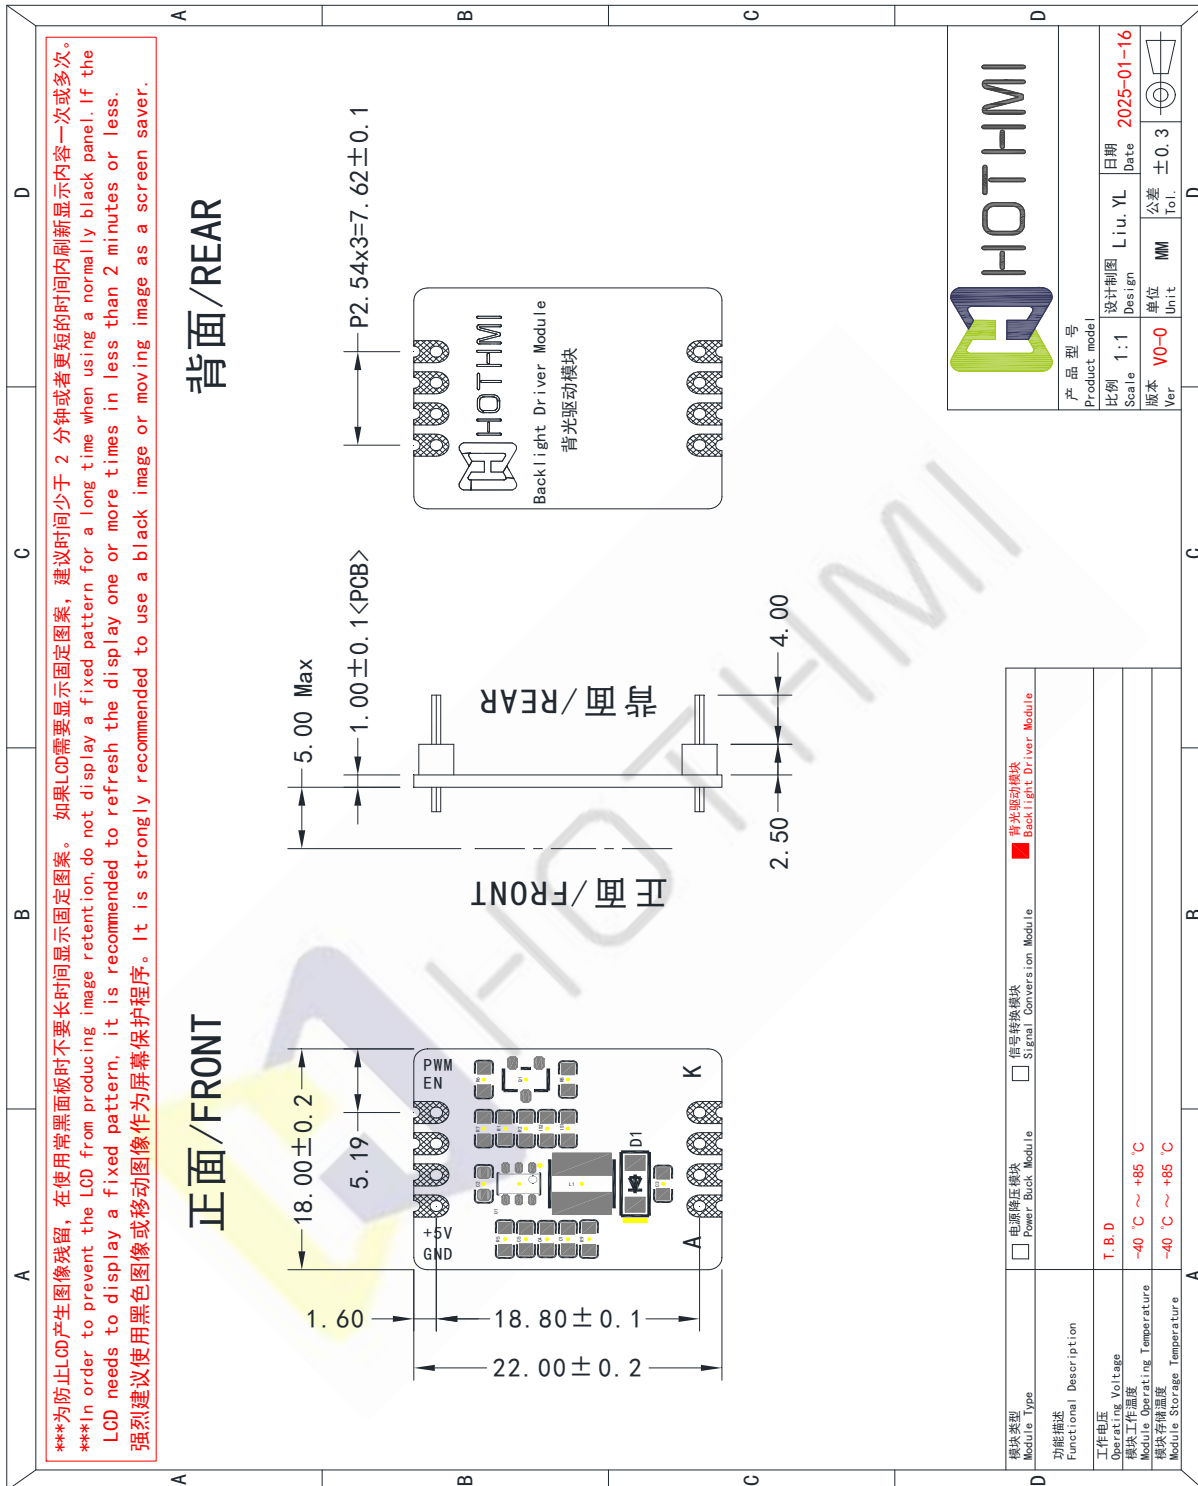 ***为防止LCD产生图像残留，在使用常黑面板时不要长时间显示固定图案。 如果LCD需要显示固定图案，建议时间少于 2 分钟或者更短的时间内刷新显示内容一次或多次。
***In order to prevent the LCD from producing image retention,do not display a fixed pattern for a long time when using a normally black panel.If the
LCD needs to display a fixed pattern, it is recommended to refresh the display one or more times in less than 2 minutes or less.
强烈建议使用黑色图像或移动图像作为屏幕保护程序。It is strongly recommended to use a black image or moving image as a screen saver.
正面/FRONT
背面/REAR
18.00±0.2
5.19
PWM
EN
+5V
GND
K
A
D1
L1
1.60
18.80±0.1
22.00±0.2
5.00 Max
1.00±0.1<PCB>
正面/FRONT
背面/REAR
2.50
4.00
P2.54x3=7.62±0.1
HOTHMI
Backlight Driver Module
背光驱动模块
HOTHMI
模块类型
Module Type
电源降压模块
Power Buck Module
信号转换模块
Signal Conversion Module
背光驱动模块
Backlight Driver Module
功能描述
Functional Description
工作电压
Operating Voltage
T.B.D
模块工作温度
Module Operating Temperature
-40 ℃ ～ +85 ℃
模块存储温度
Module Storage Temperature
-40 ℃ ～ +85 ℃
HOTHMI
产 品 型 号
Product model
比例
Scale
1:1
设计制图
Design
Liu.YL
日期
Date
2025-01-16
版本
Ver
V0-0
单位
Unit
MM
公差
Tol.
±0.3
A
B
C
D
A
B
C
D
A
B
C
D
A
B
C
D